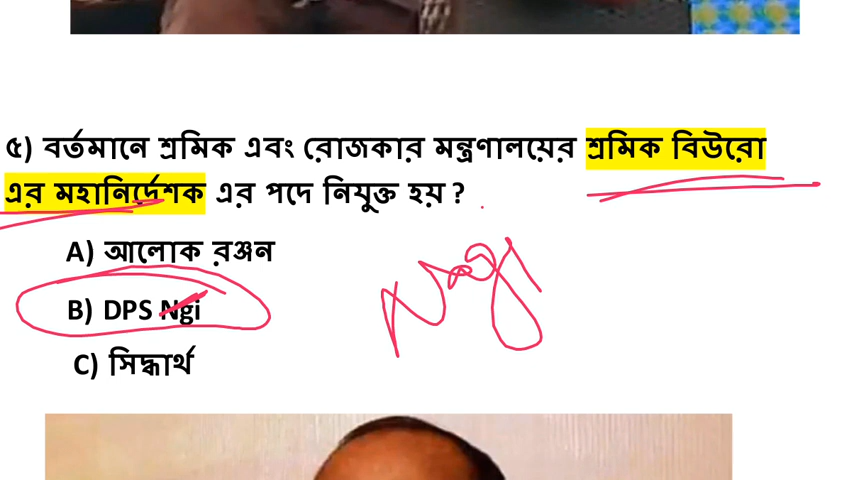 ৫) বর্তমানে শ্রমিক এবং রোজকার মন্ত্রণালয়ের শ্রমিক বিউরো
এর মহানির্দেশক এর পদে নিযুক্ত হয় ?
A) আলোক রঞ্জন
B) DPS Ngi
Negi
C) সিদ্ধার্থ